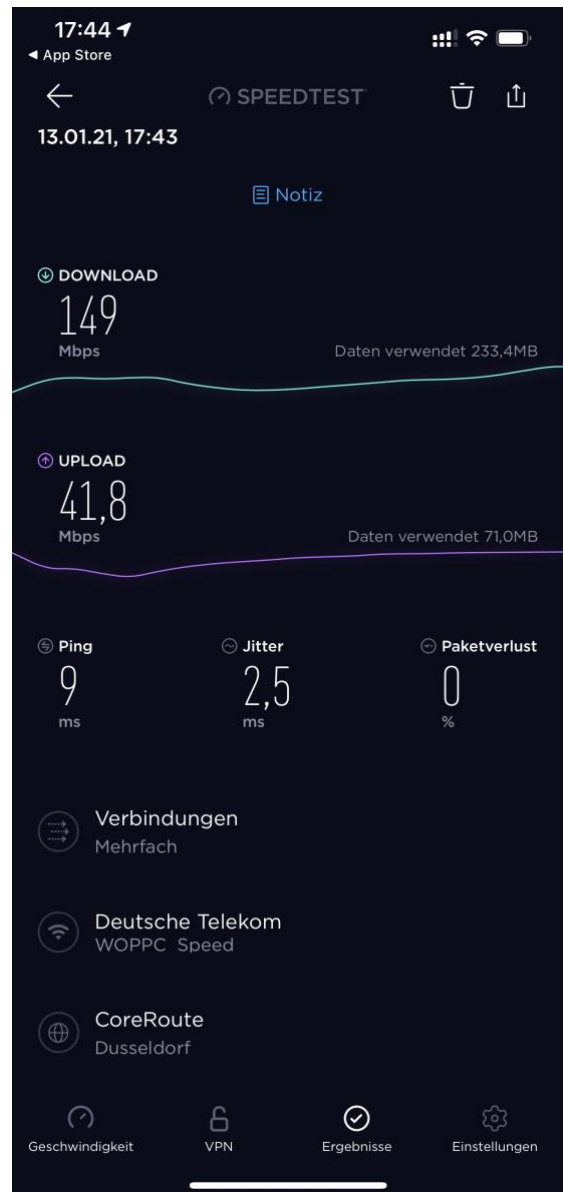 17:44
◀ App Store
SPEEDTEST
13.01.21, 17:43
Notiz
DOWNLOAD
149
Mbps
Daten verwendet 233,4MB
UPLOAD
41,8
Mbps
Daten verwendet 71,0MB
Ping Jitter Paketverlust
9 2,5 0
ms ms %
Verbindungen
Mehrfach
Deutsche Telekom
WOPPC_Speed
CoreRoute
Dusseldorf
Geschwindigkeit VPN Ergebnisse Einstellungen